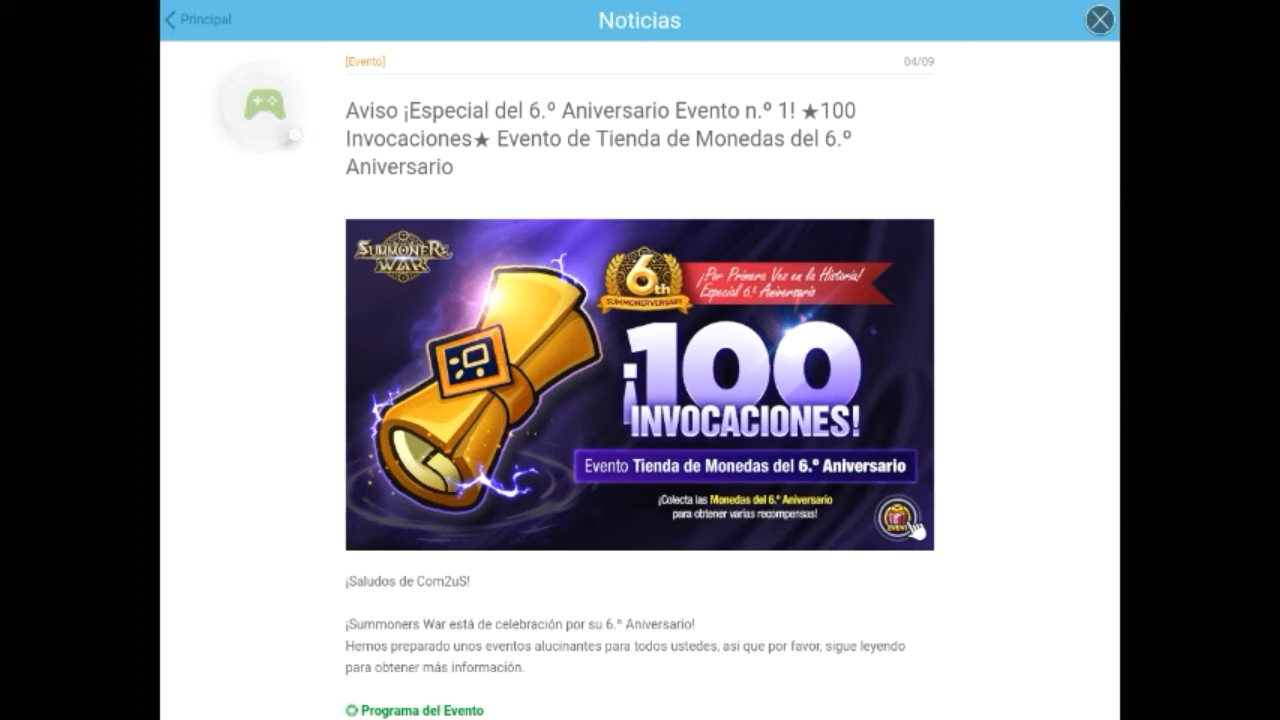 Principal
Noticias
[Evento]
04/09
Aviso ¡Especial del 6.º Aniversario Evento n.º 1! ★100
Invocaciones★ Evento de Tienda de Monedas del 6.º
Aniversario
SUMMONERS
WAR
6th
SUMMONERVERSARY
¡Por Primera Vez en la Historia!
Especial 6.º Aniversario
¡100
INVOCACIONES!
Evento Tienda de Monedas del 6.º Aniversario
¡Colecta las Monedas del 6.º Aniversario
para obtener varias recompensas!
EVENT
¡Saludos de Com2uS!
¡Summoners War está de celebración por su 6.º Aniversario!
Hemos preparado unos eventos alucinantes para todos ustedes, así que por favor, sigue leyendo
para obtener más información.
Programa del Evento